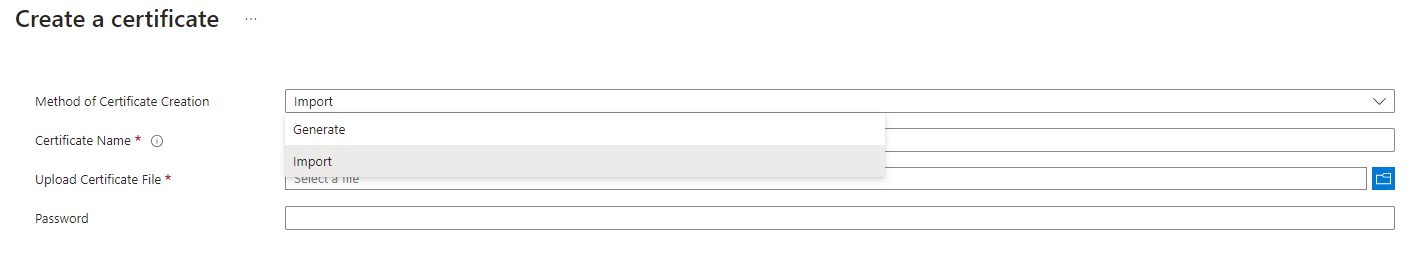 Create a certificate ...
Method of Certificate Creation Import
Generate
Certificate Name *
Import
Upload Certificate File * Select a file
Password